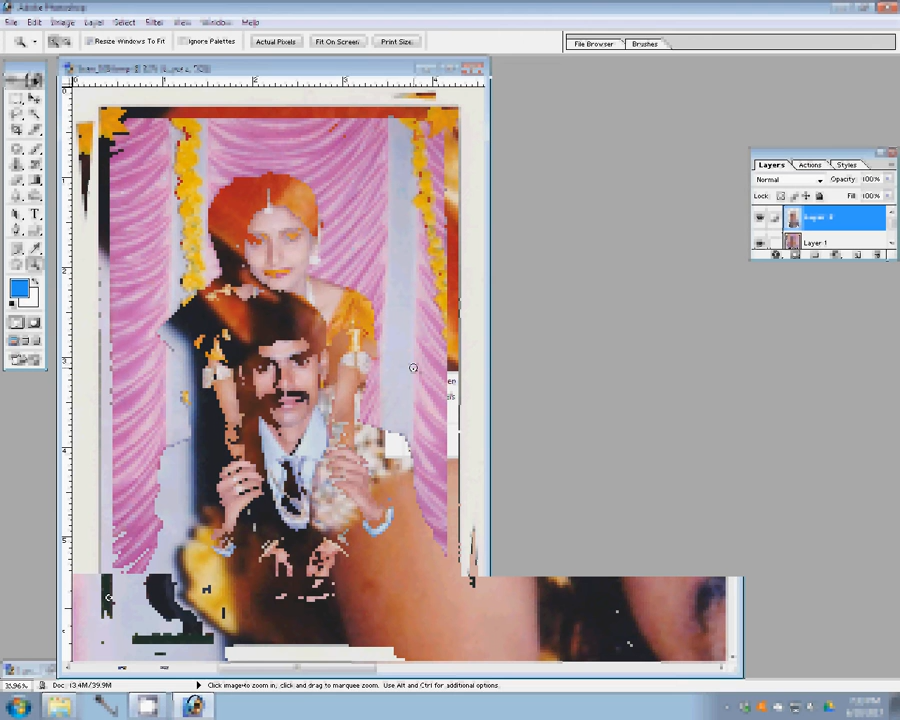 Adobe Photoshop
File Edit Image Layer Select Filter View Window Help
Resize Windows To Fit Ignore Palettes Actual Pixels Fit On Screen Print Size File Browser Brushes
Layers Actions Styles
Normal Opacity: 100%
Lock: Fill: 100%
Layer 1
Doc: 13.4M/39.9M Click image to zoom in; click and drag to marquee zoom. Use Alt and Ctrl for additional options.